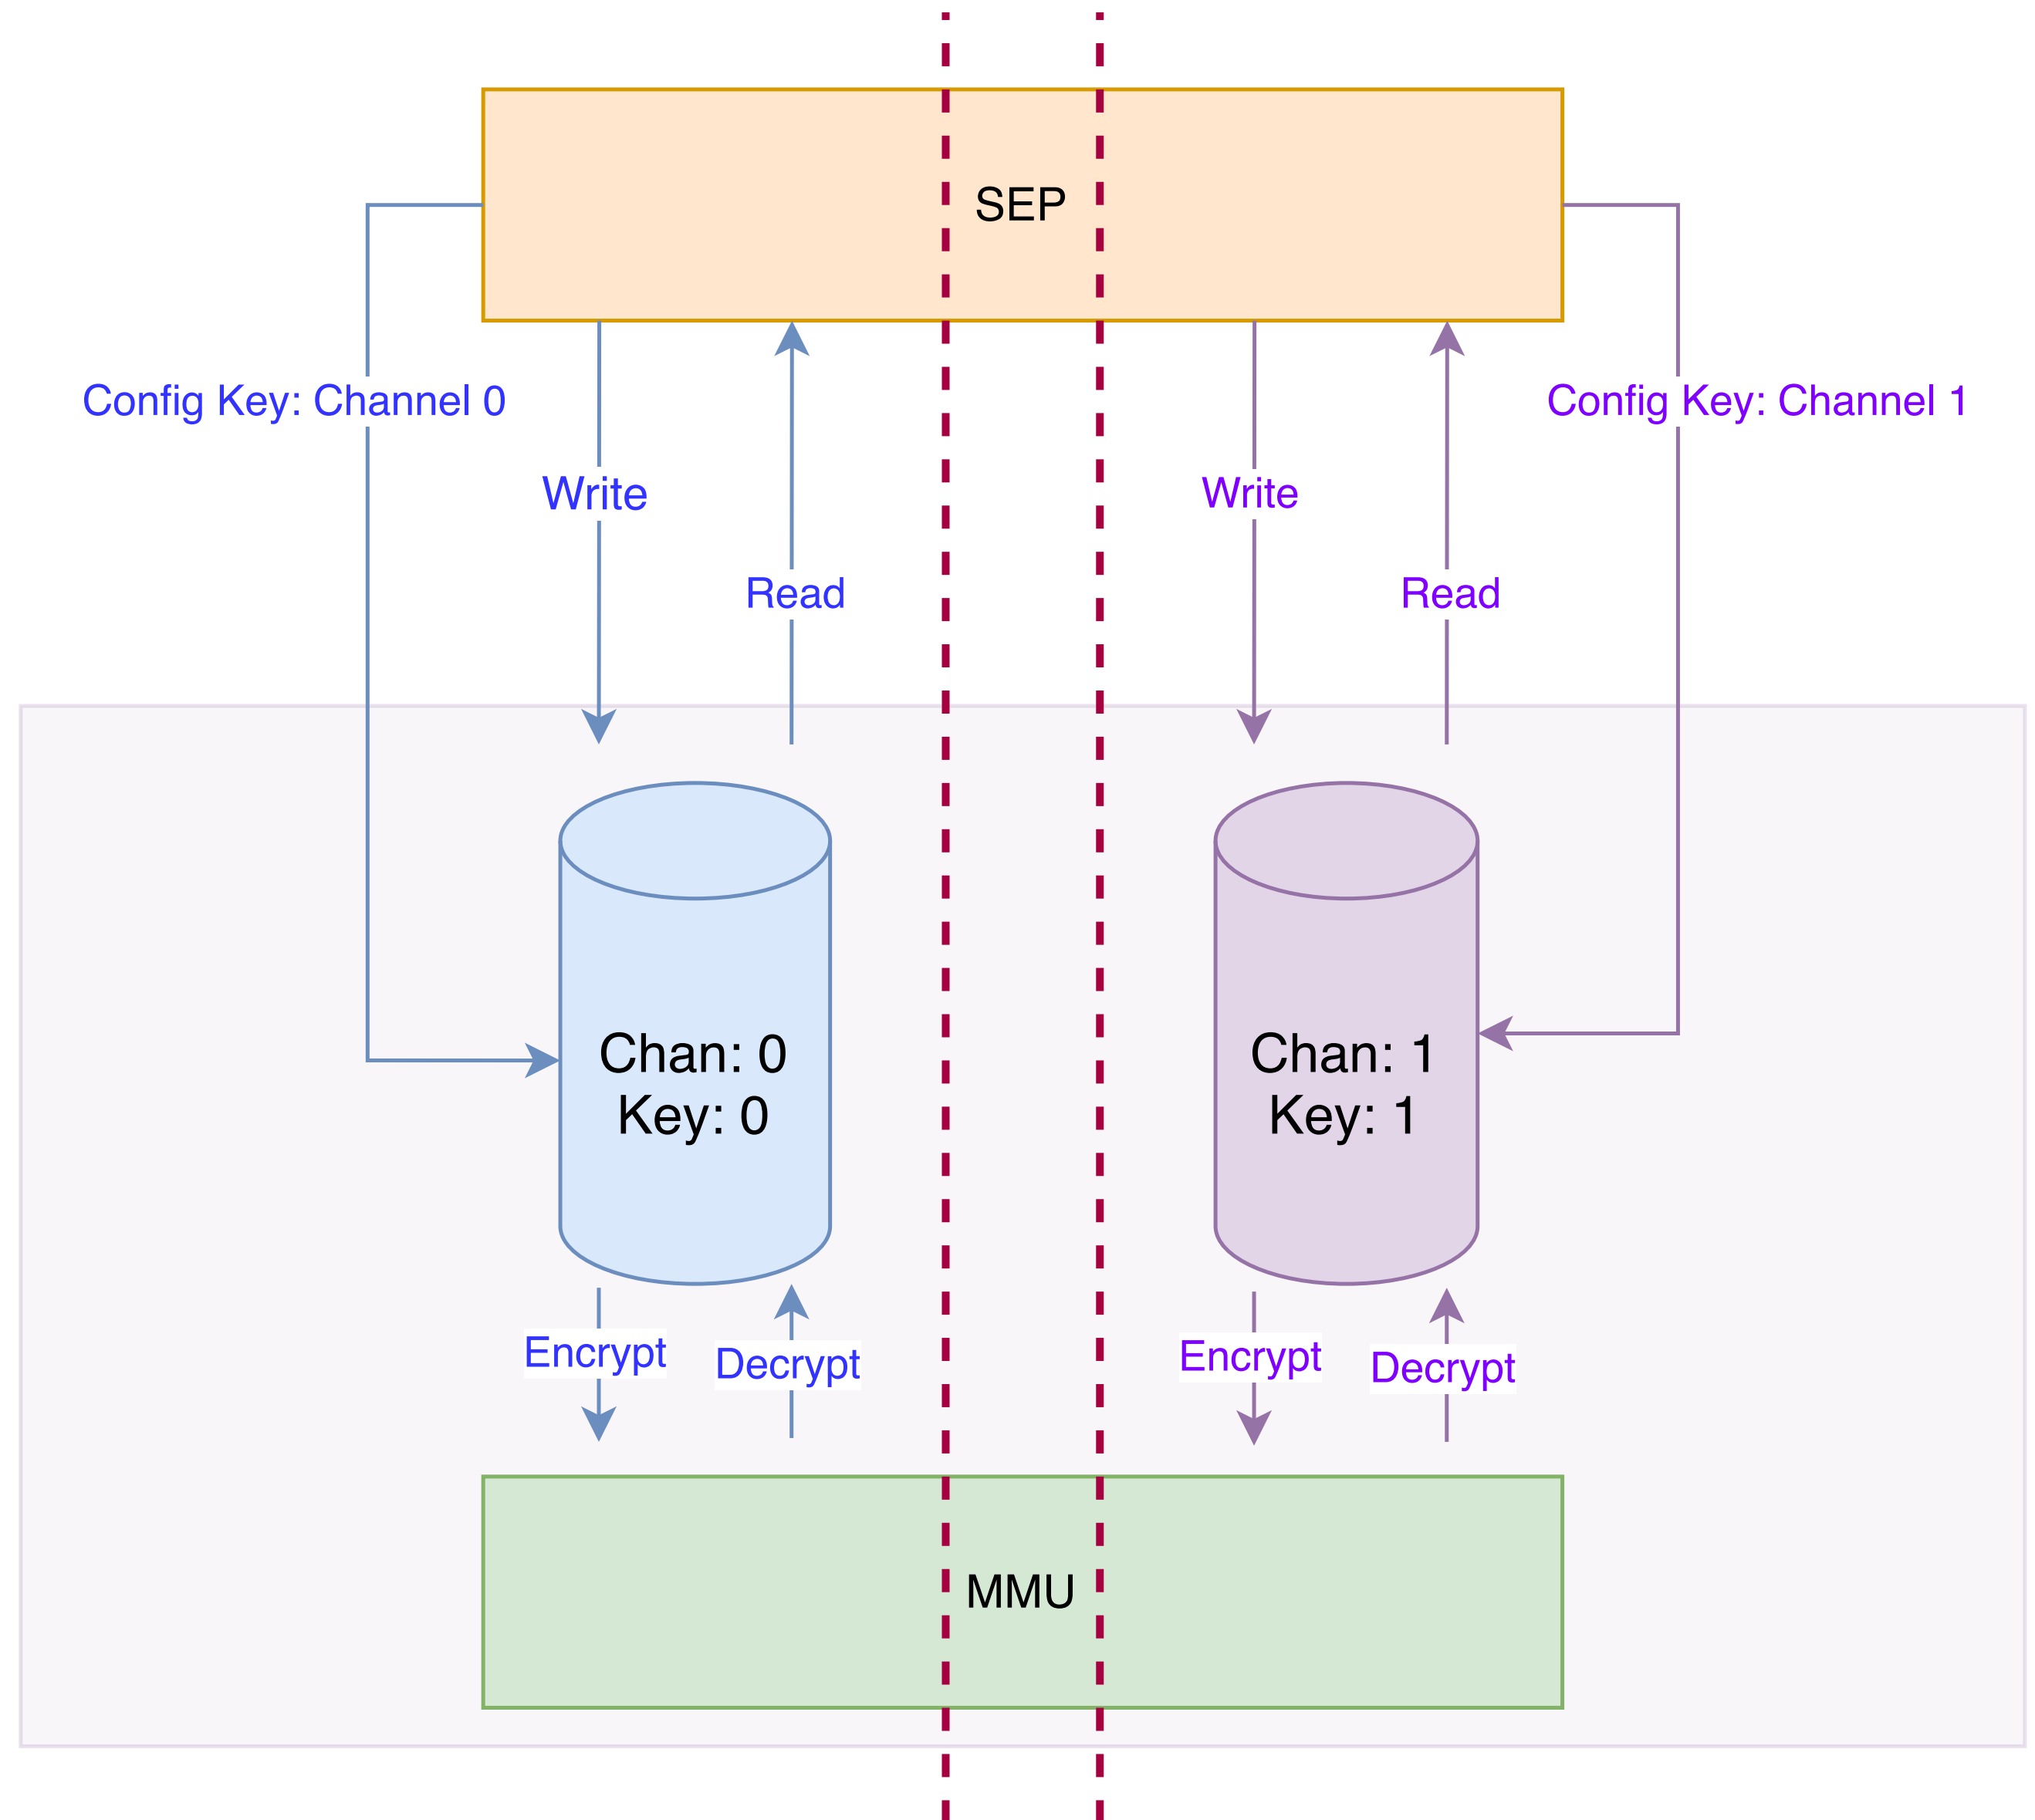 SEP
Config Key: Channel 0
Config Key: Channel 1
Write
Write
Read
Read
Chan: 0
Key: 0
Chan: 1
Key: 1
Encrypt
Decrypt
Encrypt
Decrypt
MMU